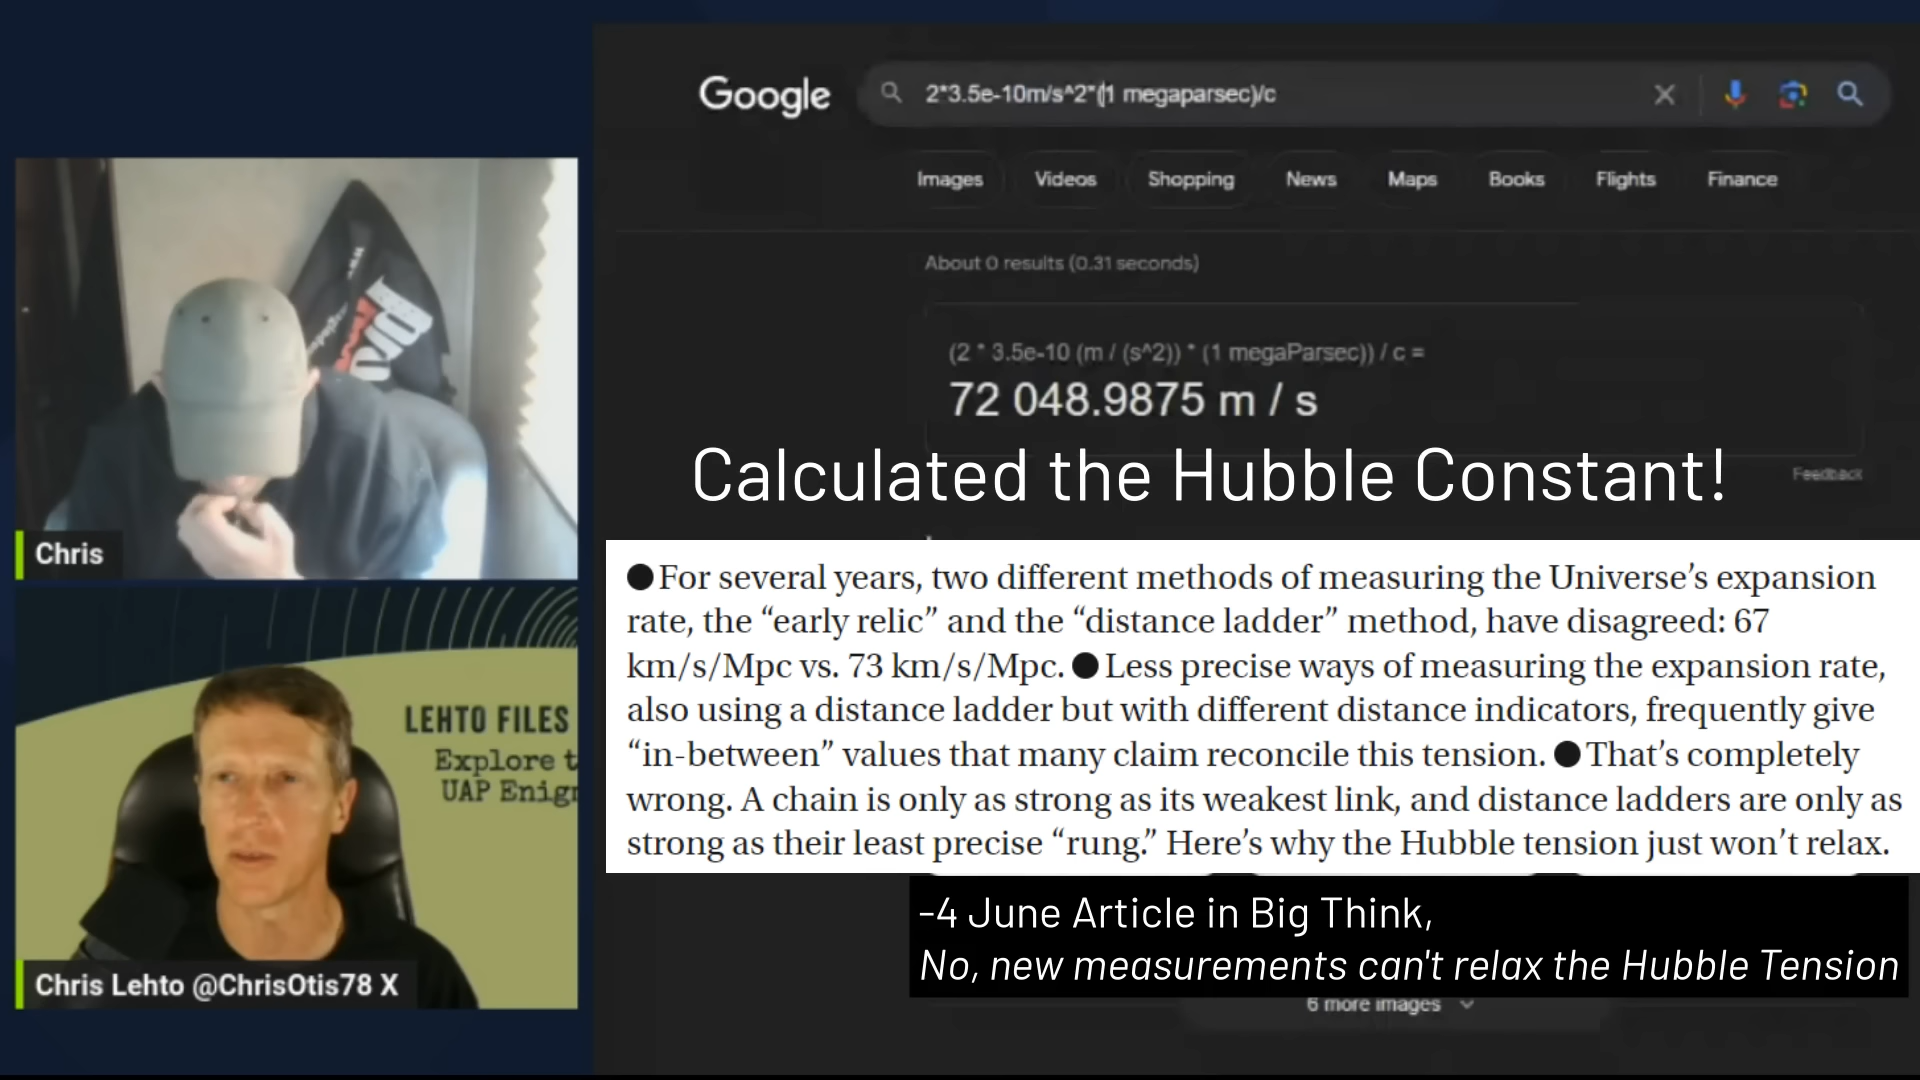 Google
2*3.5e-10m/s^2*(1 megaparsec)/c
Images Videos Shopping News Maps Books Flights Finance
About 0 results (0.31 seconds)
(2 * 3.5e-10 (m / (s^2)) * (1 megaParsec)) / c =
72 048.9875 m / s
Calculated the Hubble Constant!
Feedback
Chris
●For several years, two different methods of measuring the Universe’s expansion
rate, the “early relic” and the “distance ladder” method, have disagreed: 67
km/s/Mpc vs. 73 km/s/Mpc. ●Less precise ways of measuring the expansion rate,
also using a distance ladder but with different distance indicators, frequently give
“in-between” values that many claim reconcile this tension. ●That’s completely
wrong. A chain is only as strong as its weakest link, and distance ladders are only as
strong as their least precise “rung.” Here’s why the Hubble tension just won’t relax.
LEHTO FILES
Explore t
UAP Enig
Chris Lehto @ChrisOtis78 X
-4 June Article in Big Think,
No, new measurements can't relax the Hubble Tension
6 more images